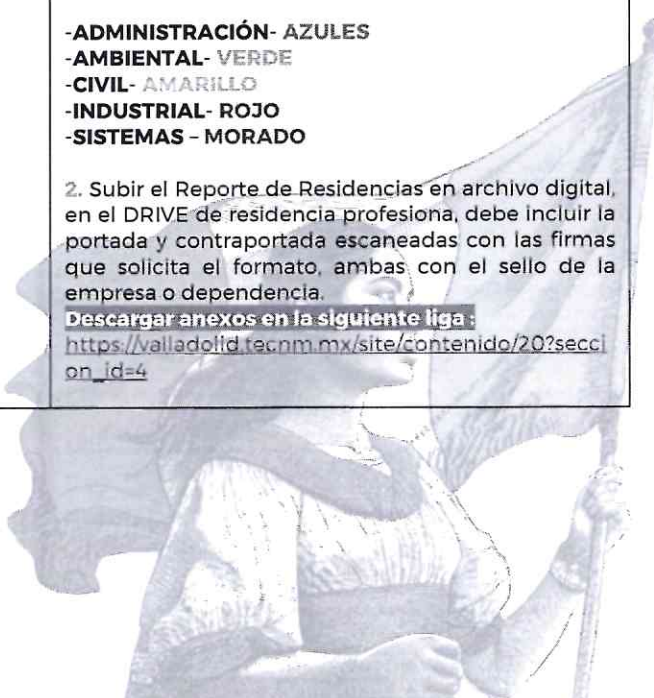 -ADMINISTRACIÓN- AZULES
-AMBIENTAL- VERDE
-CIVIL- AMARILLO
-INDUSTRIAL- ROJO
-SISTEMAS – MORADO
2. Subir el Reporte de Residencias en archivo digital,
en el DRIVE de residencia profesiona, debe incluir la
portada y contraportada escaneadas con las firmas
que solicita el formato, ambas con el sello de la
empresa o dependencia.
Descargar anexos en la siguiente liga :
https://valladolid.tecnm.mx/site/contenido/20?secci
on_id=4